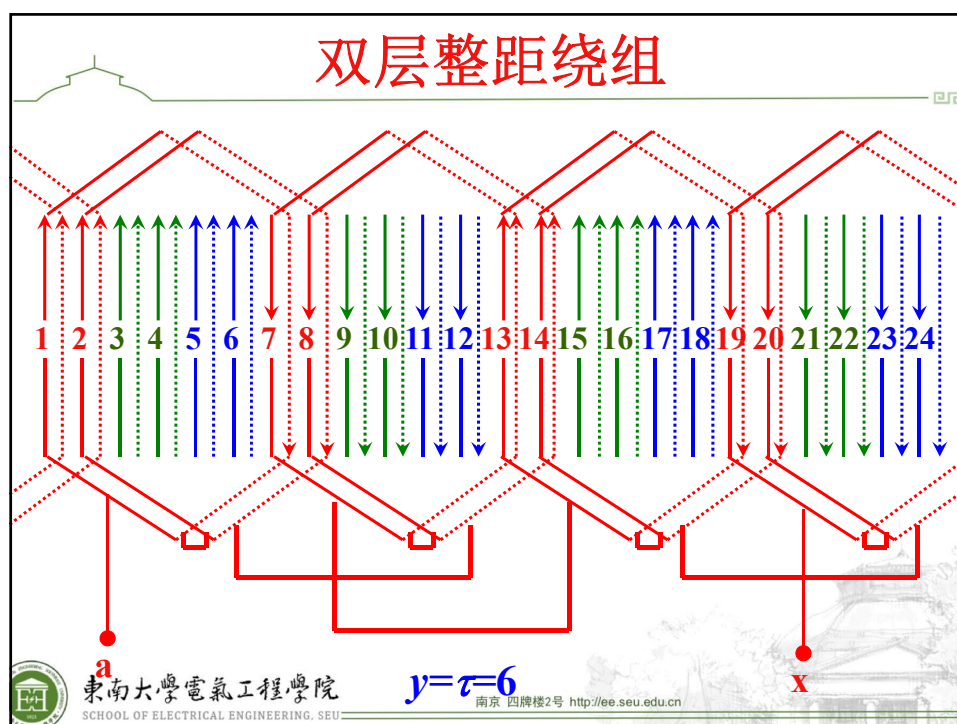 双层整距绕组
1 2 3 4 5 6 7 8 9 10 11 12 13 14 15 16 17 18 19 20 21 22 23 24
a
x
y=τ=6
東南大學電氣工程學院
南京 四牌楼2号 http://ee.seu.edu.cn
SCHOOL OF ELECTRICAL ENGINEERING, SEU